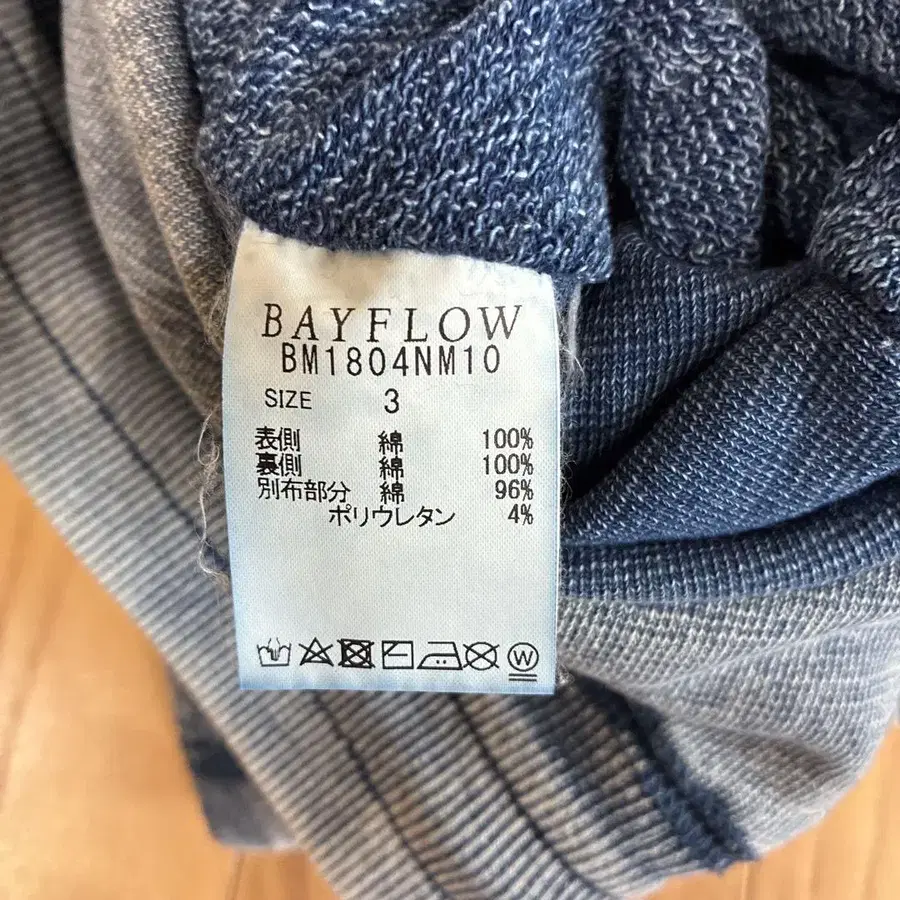 BAYFLOW
BM1804NM10
SIZE 3
表側 綿 100%
裏側 綿 100%
別布部分 綿 96%
ポリウレタン 4%
W